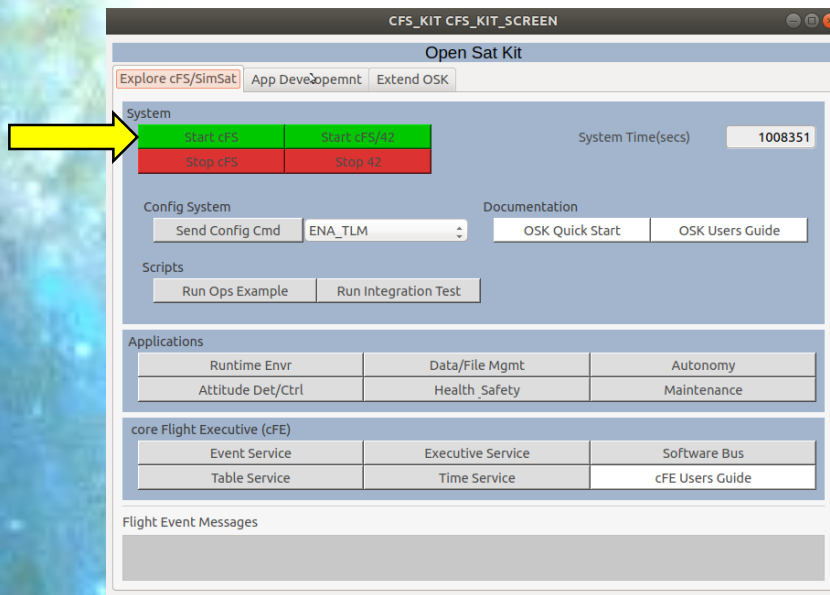 CFS_KIT CFS_KIT_SCREEN
Open Sat Kit
Explore cFS/SimSat App Developemnt Extend OSK
System
Start cFS Start cFS/42 System Time(secs) 1008351
Stop cFS Stop 42
Config System Documentation
Send Config Cmd ENA_TLM OSK Quick Start OSK Users Guide
Scripts
Run Ops Example Run Integration Test
Applications
Runtime Envr Data/File Mgmt Autonomy
Attitude Det/Ctrl Health_Safety Maintenance
core Flight Executive (cFE)
Event Service Executive Service Software Bus
Table Service Time Service cFE Users Guide
Flight Event Messages